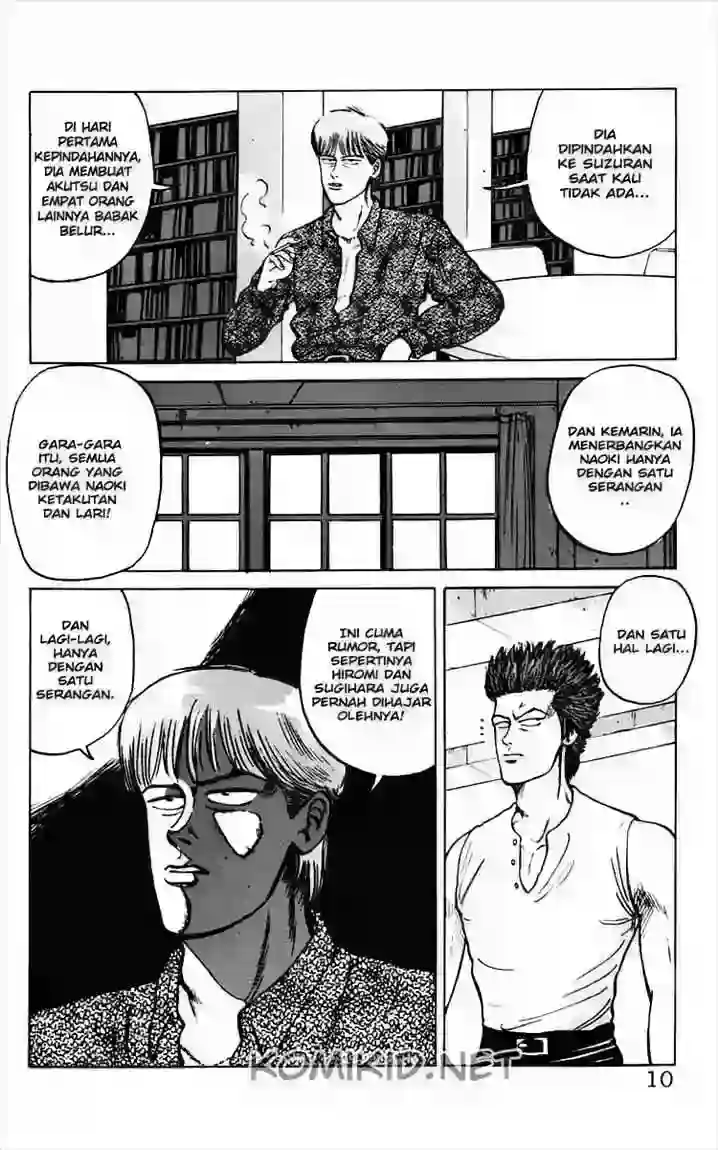 DIA
DIPINDAHKAN
KE SUZURAN
SAAT KAU
TIDAK ADA...
DI HARI
PERTAMA
KEPINDAHANNYA,
DIA MEMBUAT
AKUTSU DAN
EMPAT ORANG
LAINNYA BABAK
BELUR...
DAN KEMARIN, IA
MENERBANGKAN
NAOKI HANYA
DENGAN SATU
SERANGAN
..
GARA-GARA
ITU, SEMUA
ORANG YANG
DIBAWA NAOKI
KETAKUTAN
DAN LARI!
DAN SATU
HAL LAGI...
...
INI CUMA
RUMOR, TAPI
SEPERTINYA
HIROMI DAN
SUGIHARA JUGA
PERNAH DIHAJAR
OLEHNYA!
DAN
LAGI-LAGI,
HANYA
DENGAN
SATU
SERANGAN.
KOMIKID.NET
10